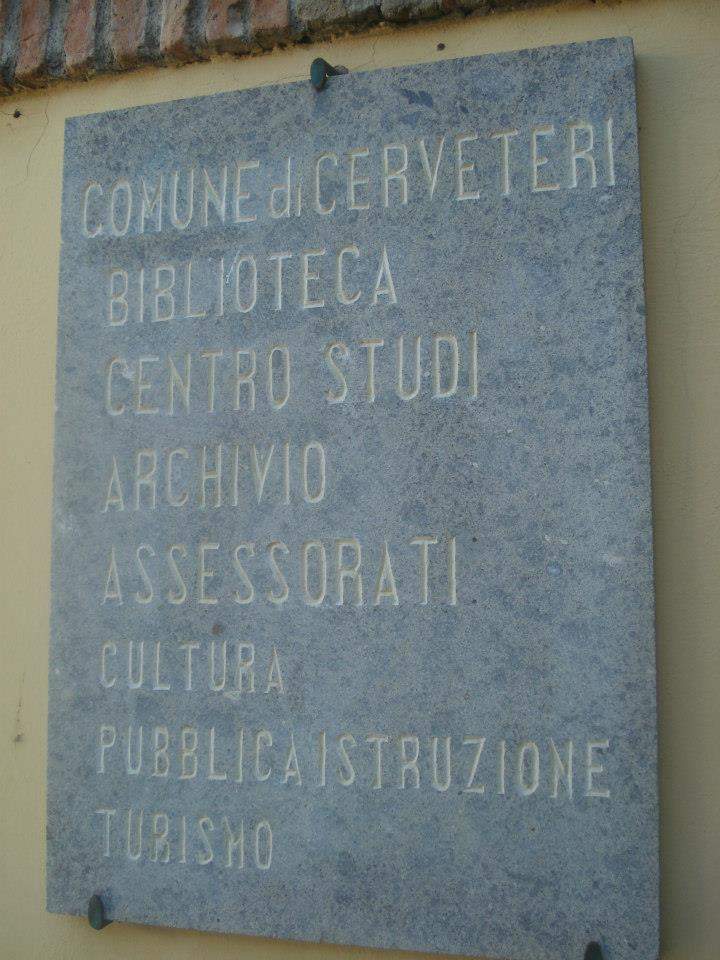 COMUNE di CERVETERI
BIBLIOTECA
CENTRO STUDI
ARCHIVIO
ASSESSORATI
CULTURA
PUBBLICA ISTRUZIONE
TURISMO